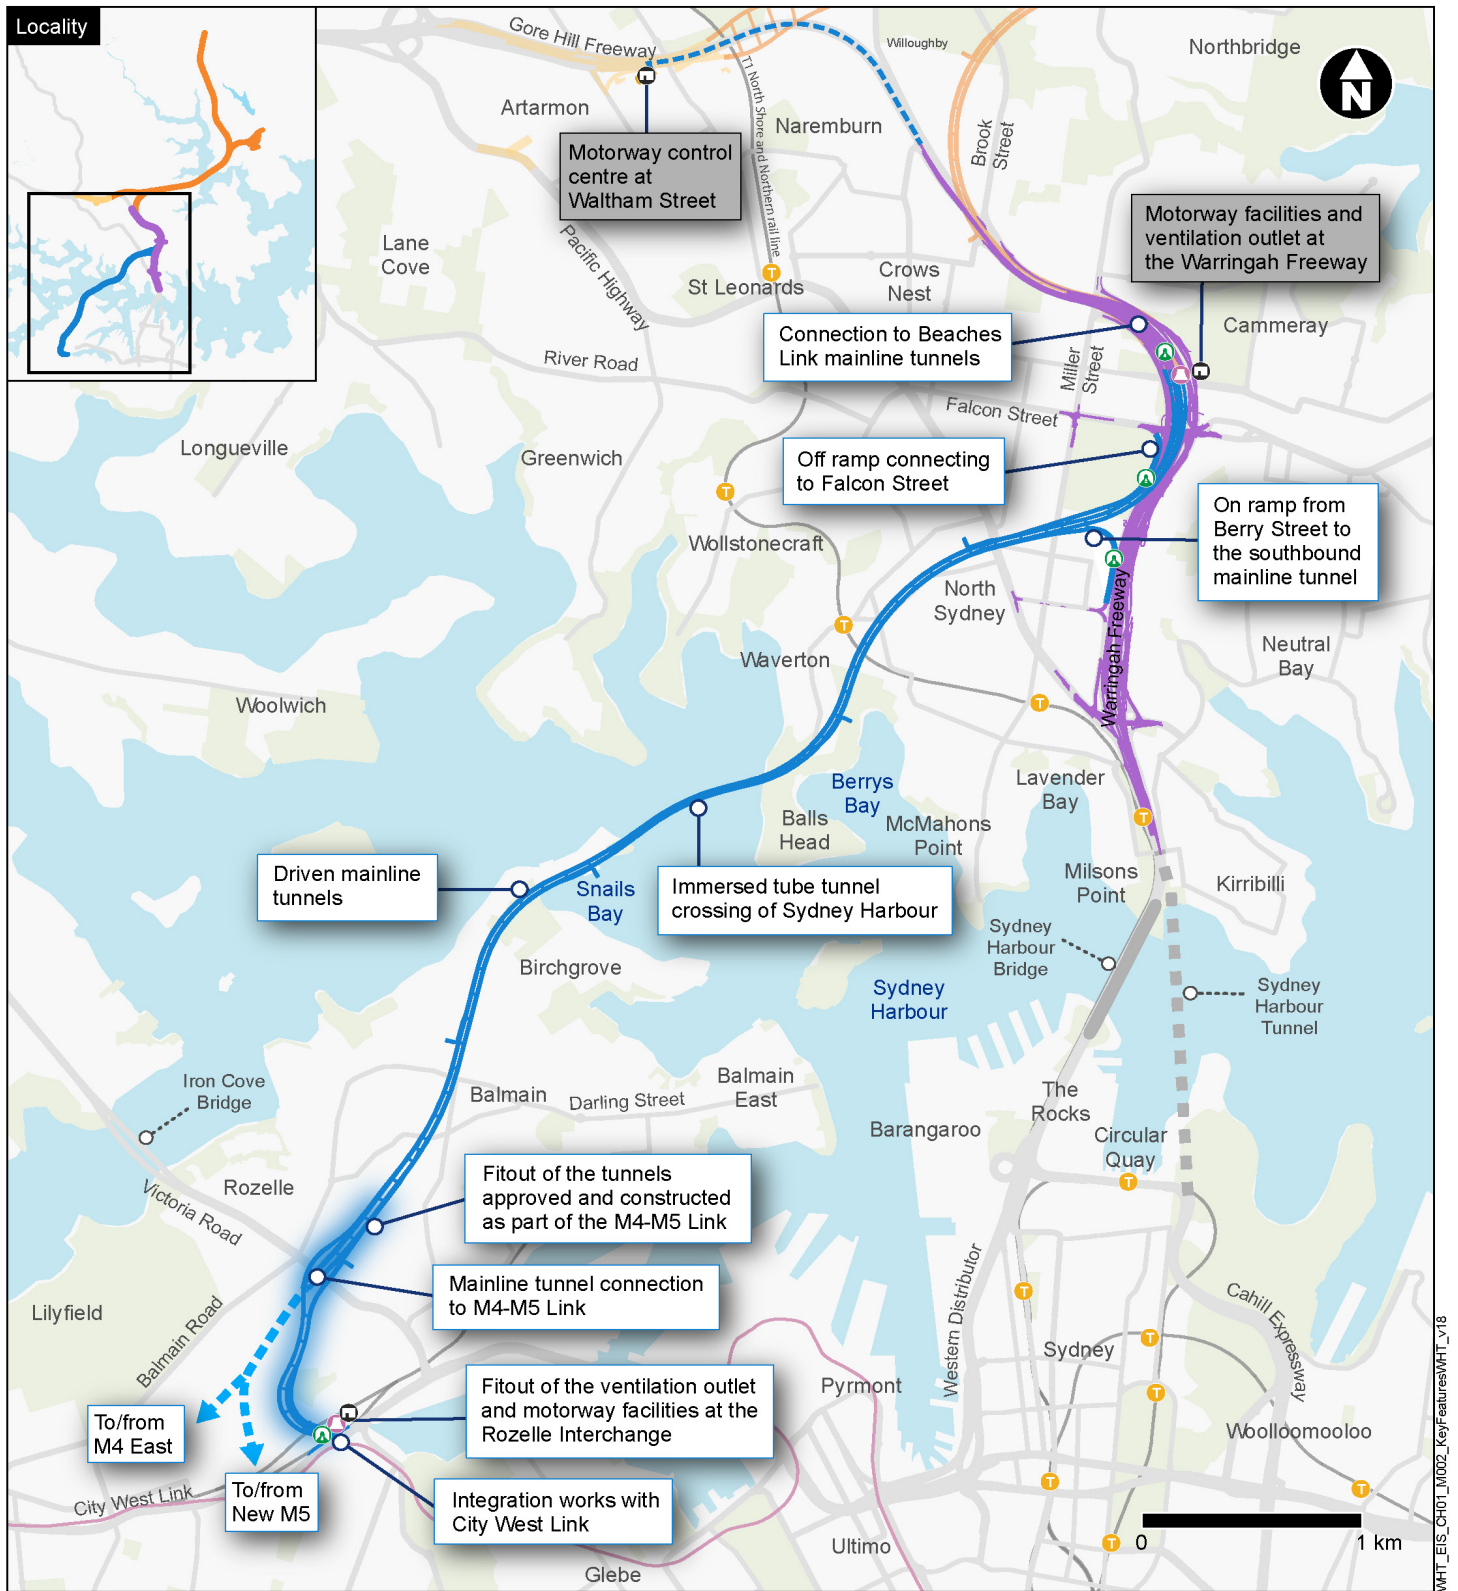 Locality
Gore Hill Freeway
Willoughby
Northbridge
N
Artarmon
T1 North Shore and Northern rail line
Naremburn
Brook
Street
Motorway control
centre at
Waltham Street
Motorway facilities and
ventilation outlet at
the Warringah Freeway
Lane
Cove
Pacific Highway
T
St Leonards
Crows
Nest
Cammeray
Connection to Beaches
Link mainline tunnels
River Road
Miller
Street
Falcon Street
Longueville
Greenwich
Off ramp connecting
to Falcon Street
T
On ramp from
Berry Street to
the southbound
mainline tunnel
Wollstonecraft
North
Sydney
Warringah Freeway
T
Waverton
Neutral
Bay
Woolwich
T
Berrys
Bay
Lavender
Bay
Balls
Head
McMahons
Point
T
Driven mainline
tunnels
Snails
Bay
Immersed tube tunnel
crossing of Sydney Harbour
Milsons
Point
Kirribilli
Sydney
Harbour
Bridge
Birchgrove
Sydney
Harbour
Sydney
Harbour
Tunnel
Iron Cove
Bridge
Balmain
Darling Street
Balmain
East
The
Rocks
Barangaroo
Circular
Quay
T
Victoria Road
Rozelle
Fitout of the tunnels
approved and constructed
as part of the M4-M5 Link
Mainline tunnel connection
to M4-M5 Link
Lilyfield
Balmain Road
Western Distributor
T
Cahill Expressway
T
Sydney
T
Fitout of the ventilation outlet
and motorway facilities at the
Rozelle Interchange
Pyrmont
To/from
M4 East
Woolloomooloo
City West Link
To/from
New M5
Integration works with
City West Link
T
T
T
Ultimo
Glebe
0
1 km
WHT_EIS_CH01_M002_KeyFeaturesWHT_v18